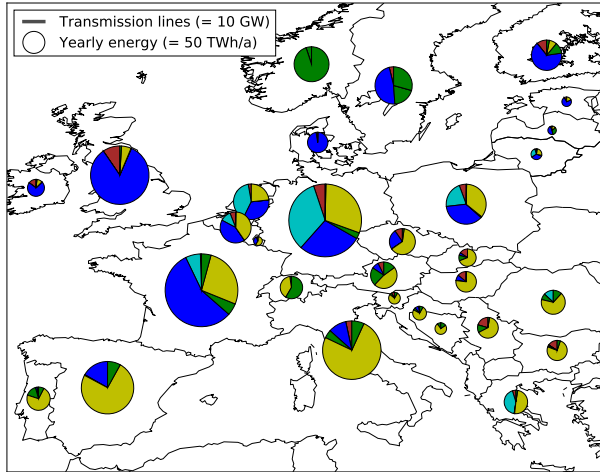 Transmission lines (= 10 GW)
Yearly energy (= 50 TWh/a)